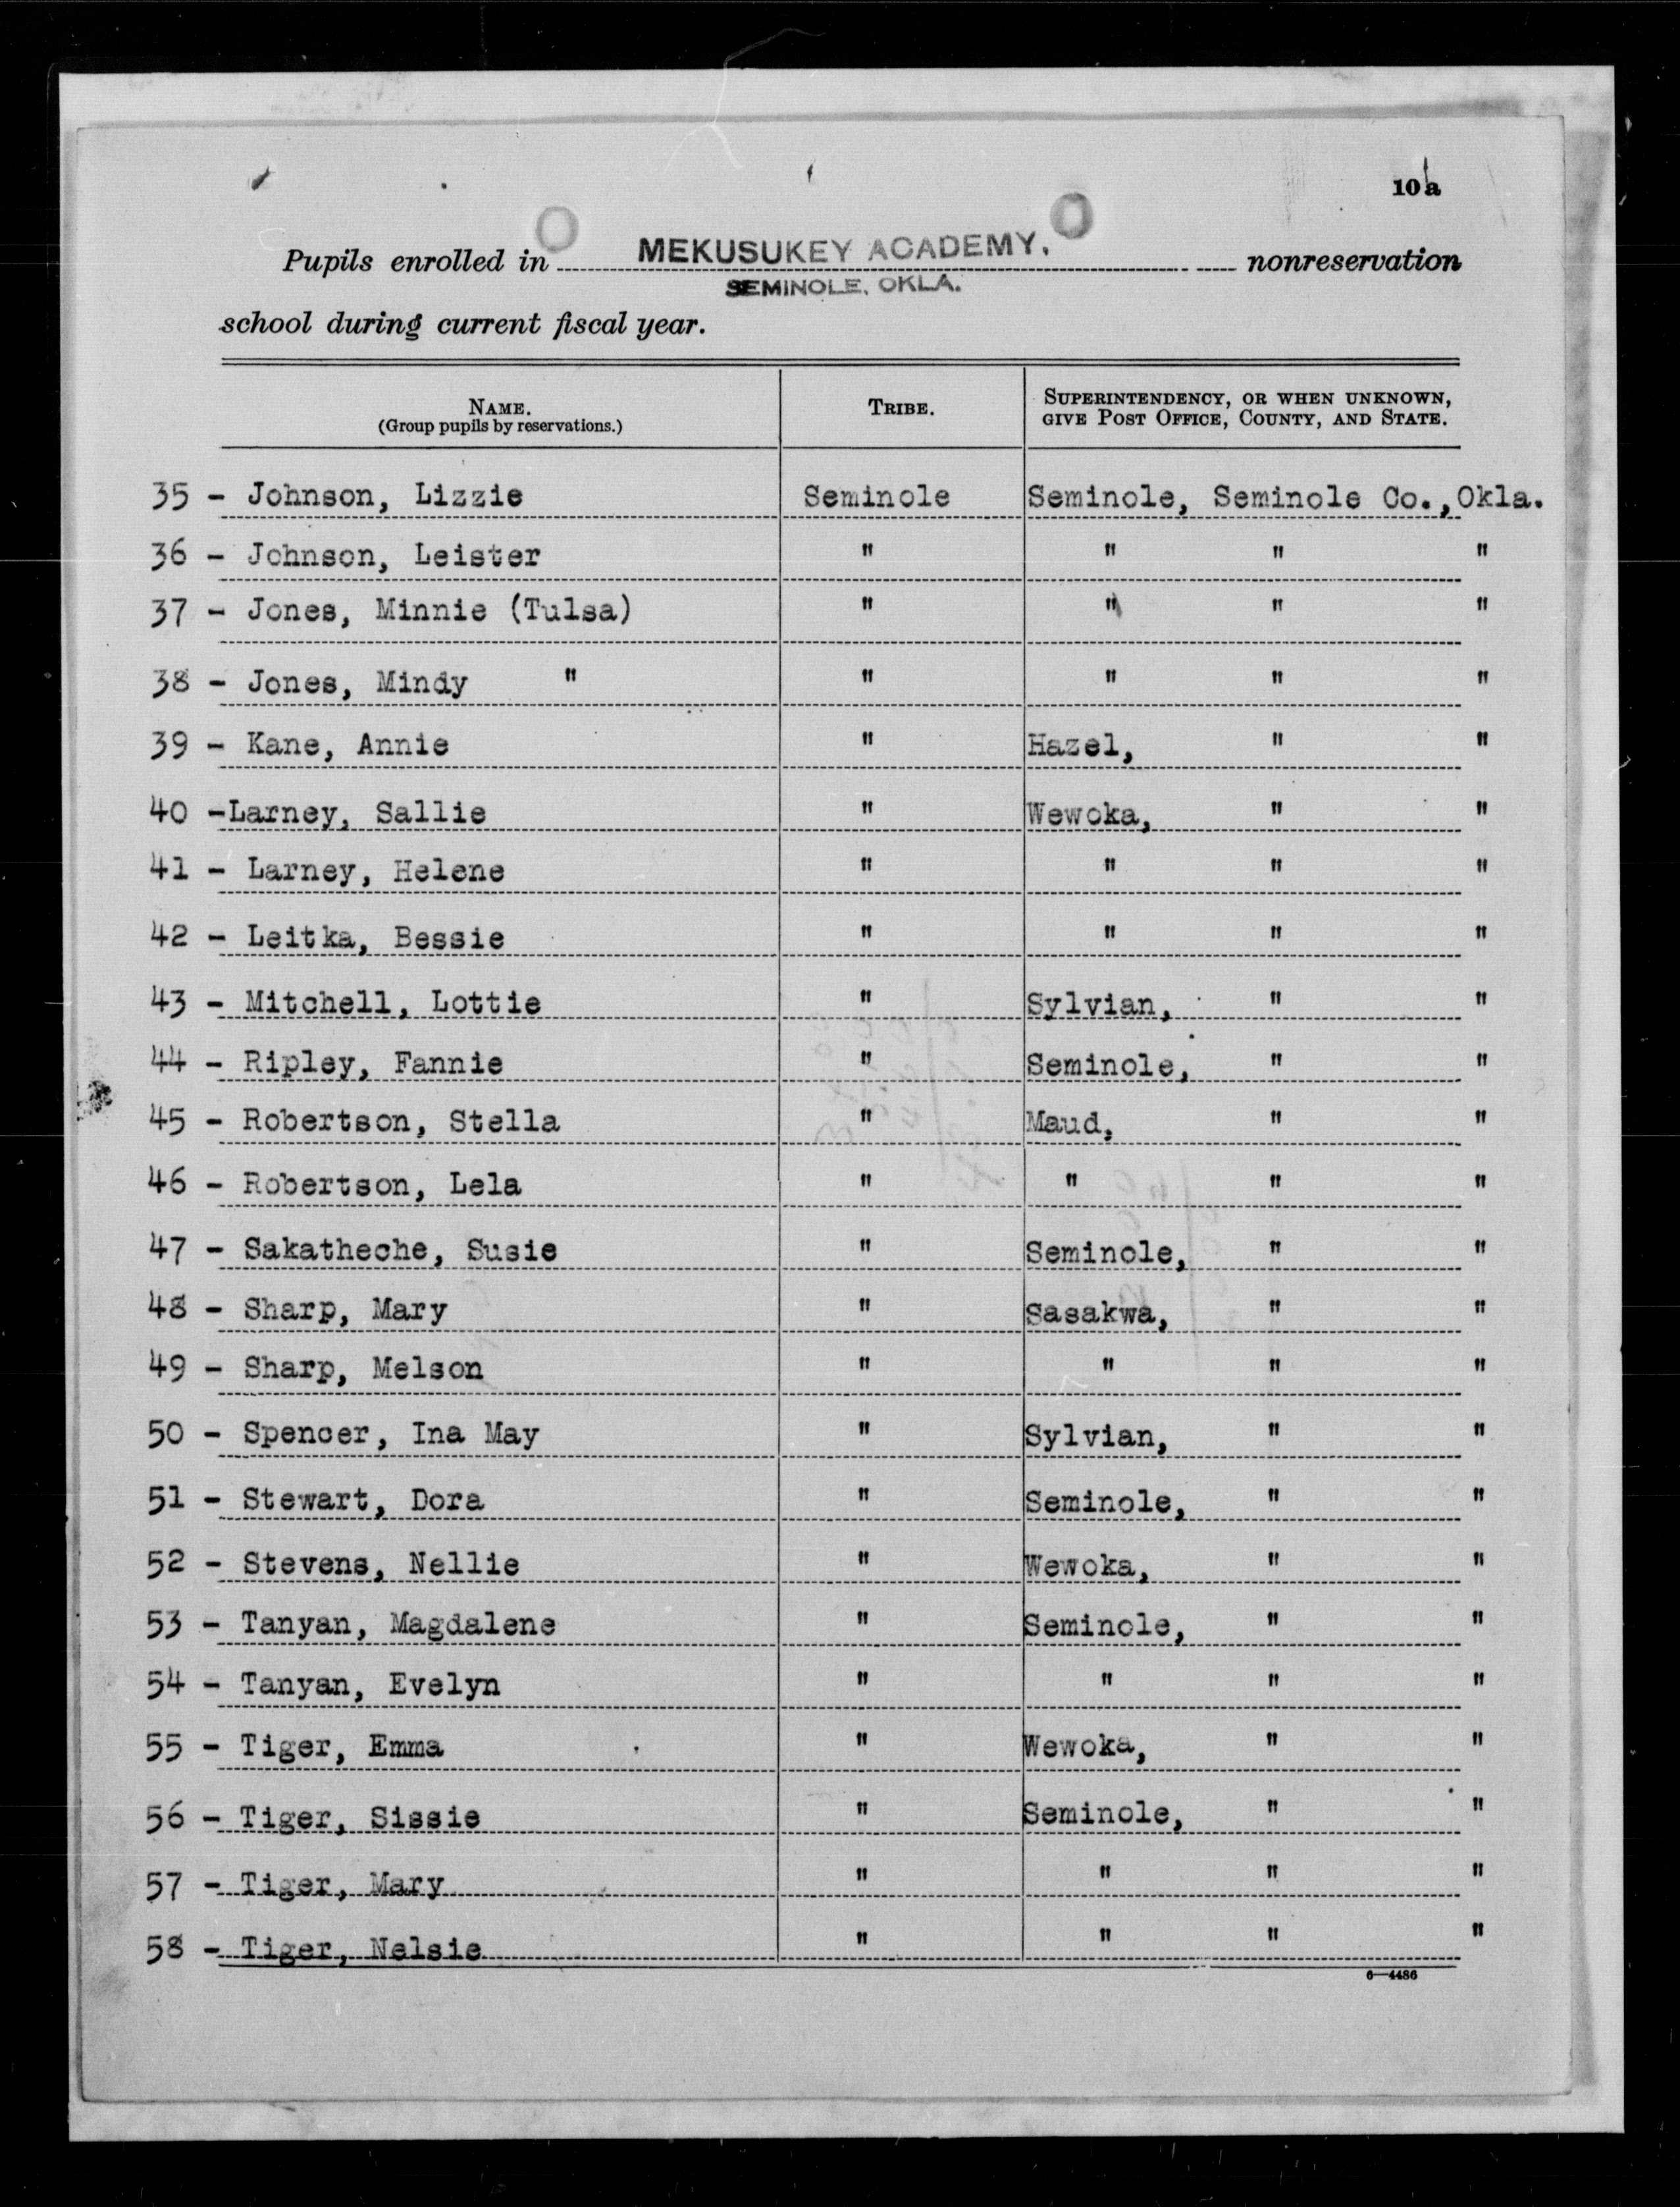 10 a
Pupils enrolled in MEKUSUKEY ACADEMY, nonreservation
SEMINOLE, OKLA.
school during current fiscal year.
NAME. TRIBE. SUPERINTENDENCY, OR WHEN UNKNOWN,
(Group pupils by reservations.) GIVE POST OFFICE, COUNTY, AND STATE.
35 - Johnson, Lizzie Seminole Seminole, Seminole Co., Okla.
36 - Johnson, Leister " " " "
37 - Jones, Minnie (Tulsa) " " " "
38 - Jones, Mindy " " " " "
39 - Kane, Annie " Hazel, " "
40 -Larney, Sallie " Wewoka, " "
41 - Larney, Helene " " " "
42 - Leitka, Bessie " " " "
43 - Mitchell, Lottie " Sylvian, " "
44 - Ripley, Fannie " Seminole, " "
45 - Robertson, Stella " Maud, " "
46 - Robertson, Lela " " " "
47 - Sakatheche, Susie " Seminole, " "
48 - Sharp, Mary " Sasakwa, " "
49 - Sharp, Melson " " " "
50 - Spencer, Ina May " Sylvian, " "
51 - Stewart, Dora " Seminole, " "
52 - Stevens, Nellie " Wewoka, " "
53 - Tanyan, Magdalene " Seminole, " "
54 - Tanyan, Evelyn " " " "
55 - Tiger, Emma " Wewoka, " "
56 - Tiger, Sissie " Seminole, " "
57 - Tiger, Mary " " " "
58 - Tiger, Nelsie " " " "
6—4486